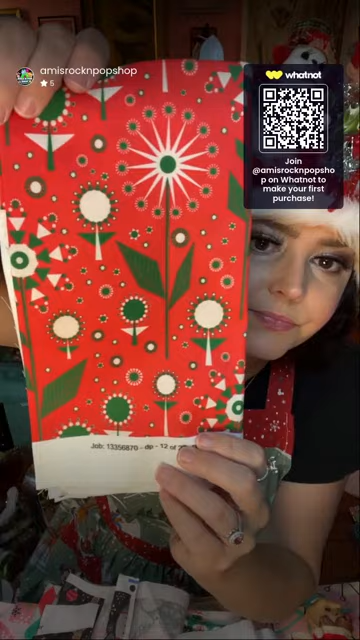 amisrocknpopshop
5
whatnot
Join
@amisrocknpopsho
p on Whatnot to
make your first
purchase!
Job: 13356870 - dp - 12 of